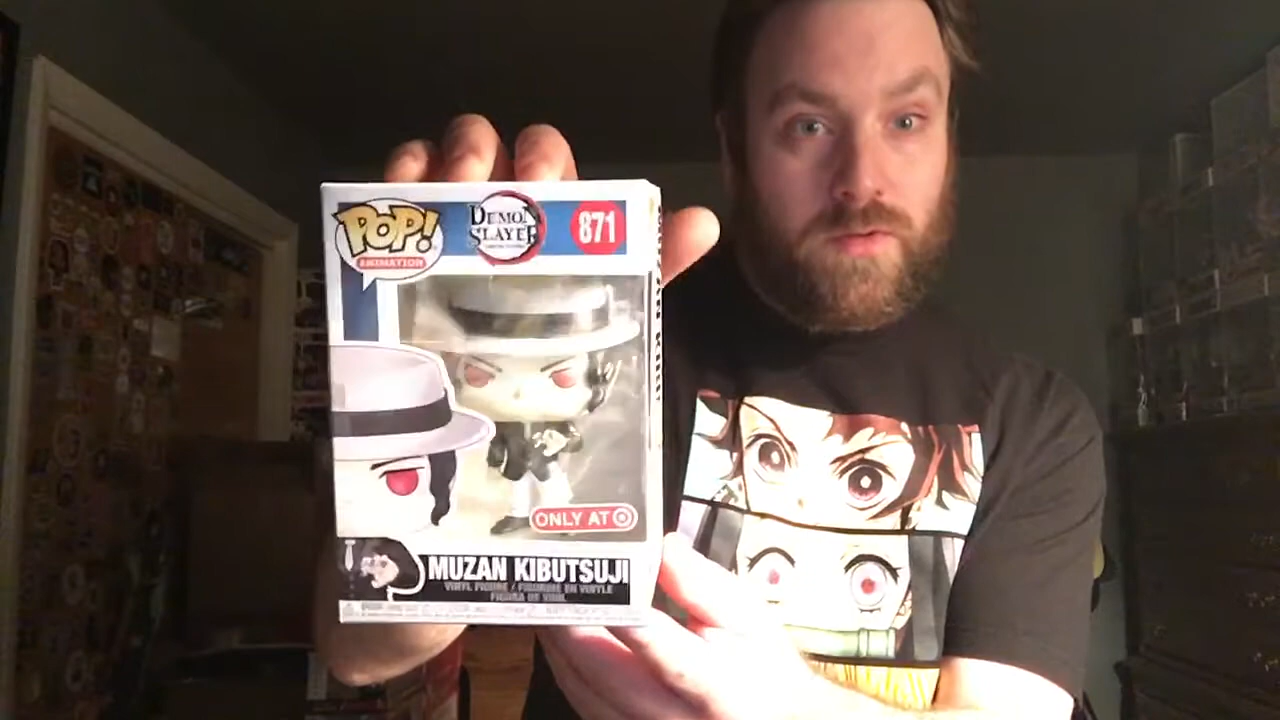 POP!
ANIMATION
DEMON
SLAYER
871
ONLY AT
MUZAN KIBUTSUJI
VINYL FIGURE / FIGURINE EN VINYLE
FIGURA DE VINIL